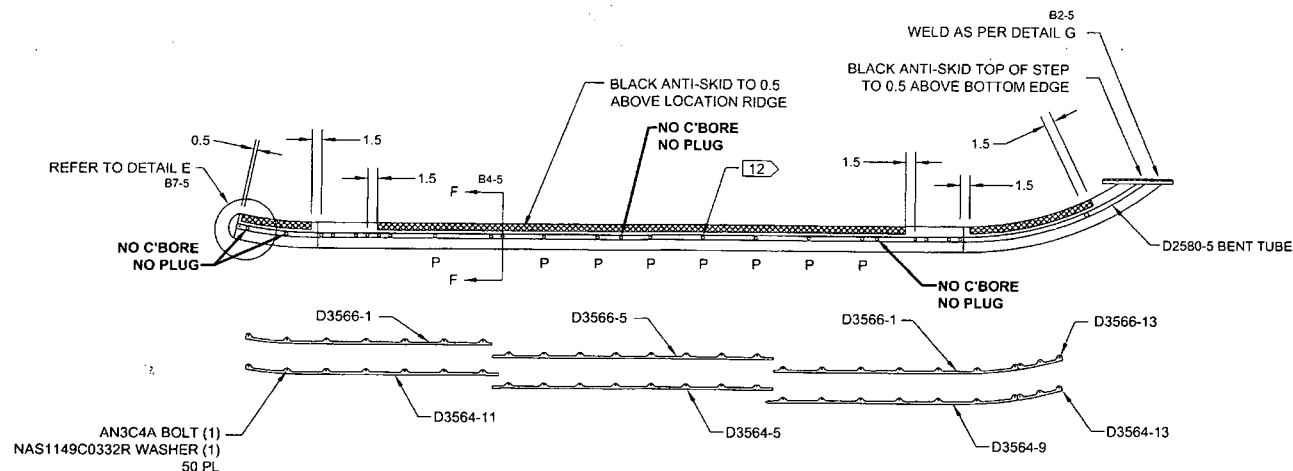 B2-5
WELD AS PER DETAIL G
BLACK ANTI-SKID TOP OF STEP
TO 0.5 ABOVE BOTTOM EDGE
BLACK ANTI-SKID TO 0.5
ABOVE LOCATION RIDGE
NO C'BORE
NO PLUG
12
0.5
1.5
1.5
1.5
1.5
1.5
REFER TO DETAIL E
B7-5
F
B4-5
NO C'BORE
NO PLUG
D2580-5 BENT TUBE
P P P P P P P P
F
NO C'BORE
NO PLUG
D3566-1
D3566-5
D3566-1
D3566-13
D3564-11
D3564-5
D3564-9
D3564-13
AN3C4A BOLT (1)
NAS1149C0332R WASHER (1)
50 PL